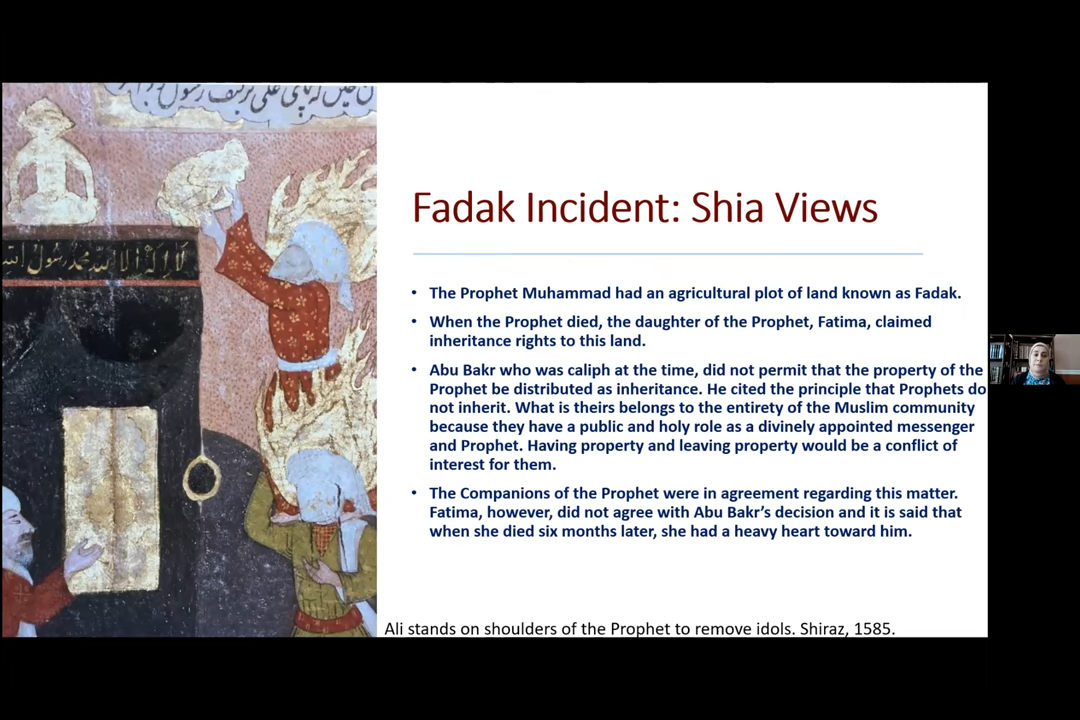 لا اله الا الله محمد رسول الله
Fadak Incident: Shia Views
• The Prophet Muhammad had an agricultural plot of land known as Fadak.
• When the Prophet died, the daughter of the Prophet, Fatima, claimed
inheritance rights to this land.
• Abu Bakr who was caliph at the time, did not permit that the property of the
Prophet be distributed as inheritance. He cited the principle that Prophets do
not inherit. What is theirs belongs to the entirety of the Muslim community
because they have a public and holy role as a divinely appointed messenger
and Prophet. Having property and leaving property would be a conflict of
interest for them.
• The Companions of the Prophet were in agreement regarding this matter.
Fatima, however, did not agree with Abu Bakr’s decision and it is said that
when she died six months later, she had a heavy heart toward him.
Ali stands on shoulders of the Prophet to remove idols. Shiraz, 1585.